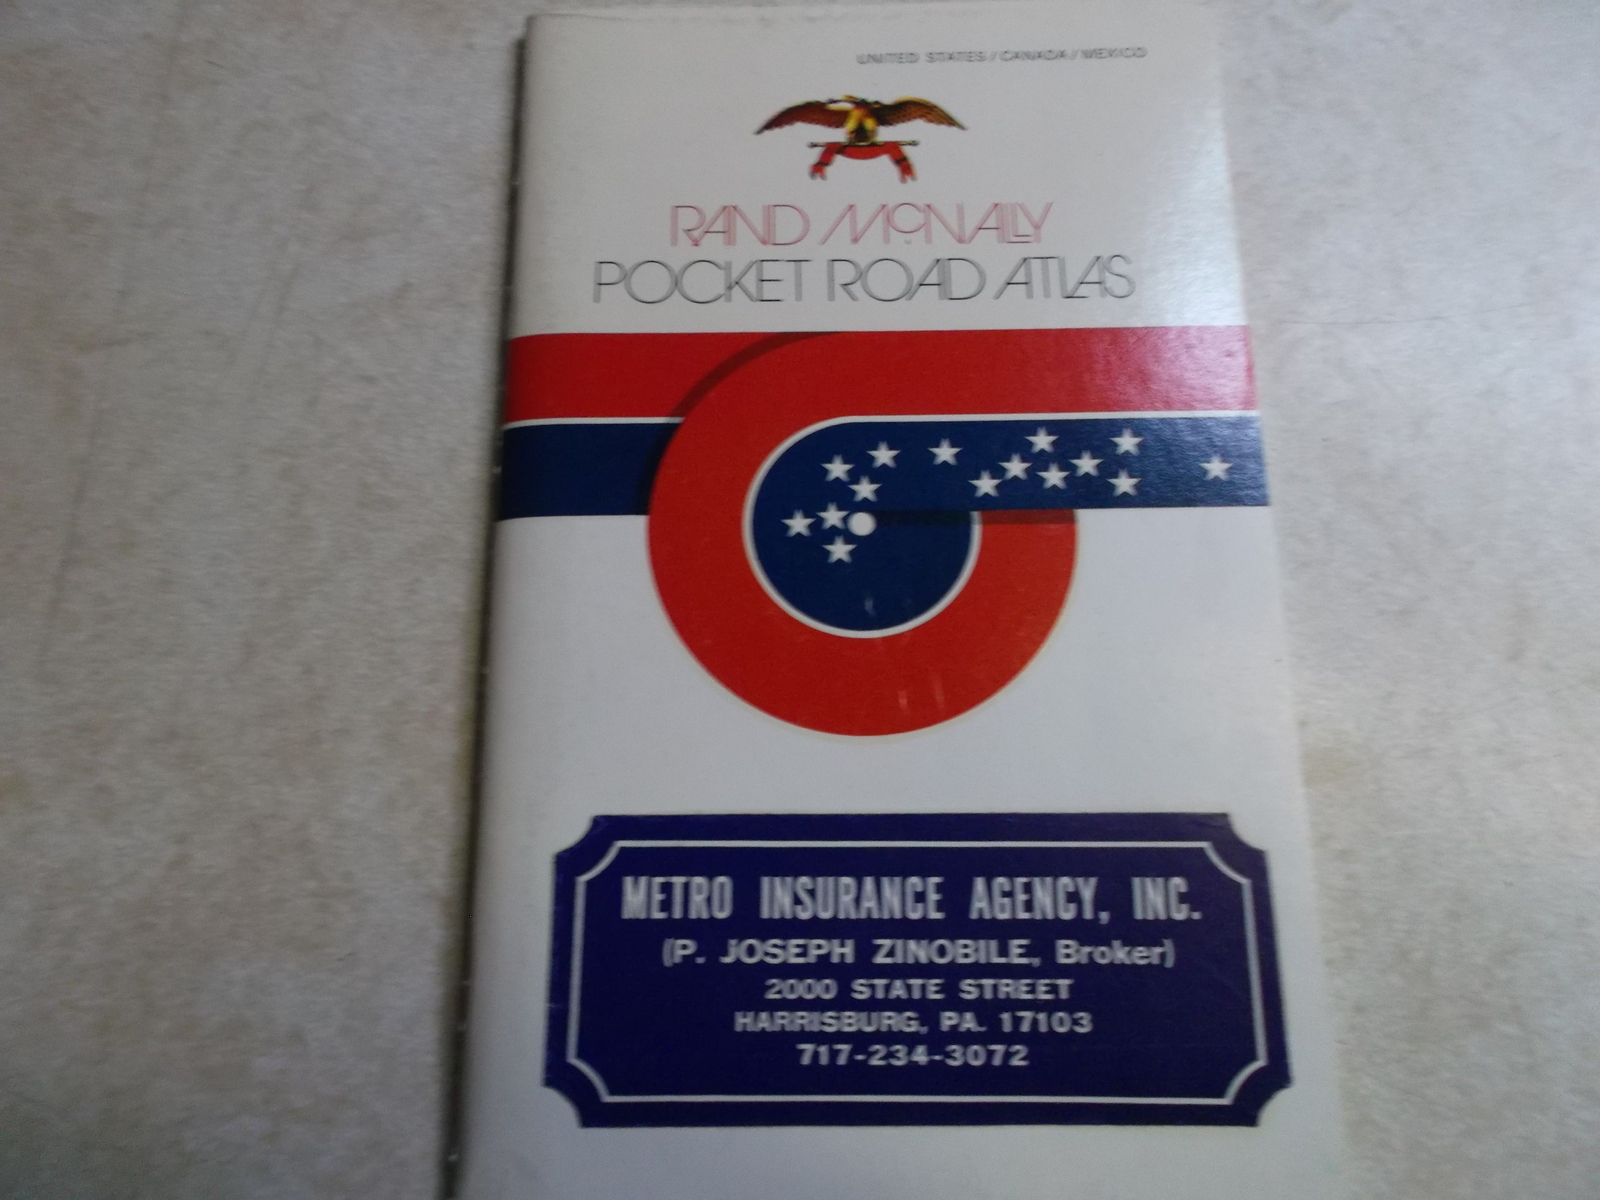 UNITED STATES / CANADA / MEXICO
RAND McNALLY
POCKET ROAD ATLAS
METRO INSURANCE AGENCY, INC.
(P. JOSEPH ZINOBILE, Broker)
2000 STATE STREET
HARRISBURG, PA. 17103
717-234-3072